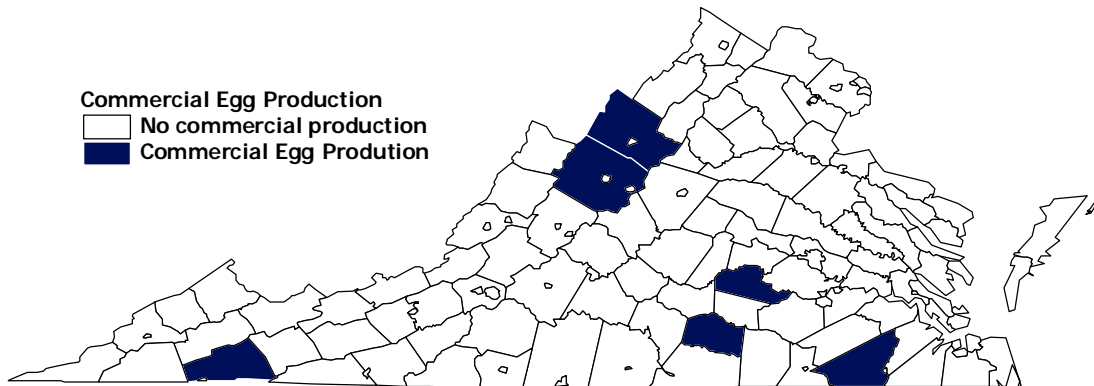 Commercial Egg Production
No commercial production
Commercial Egg Prodution